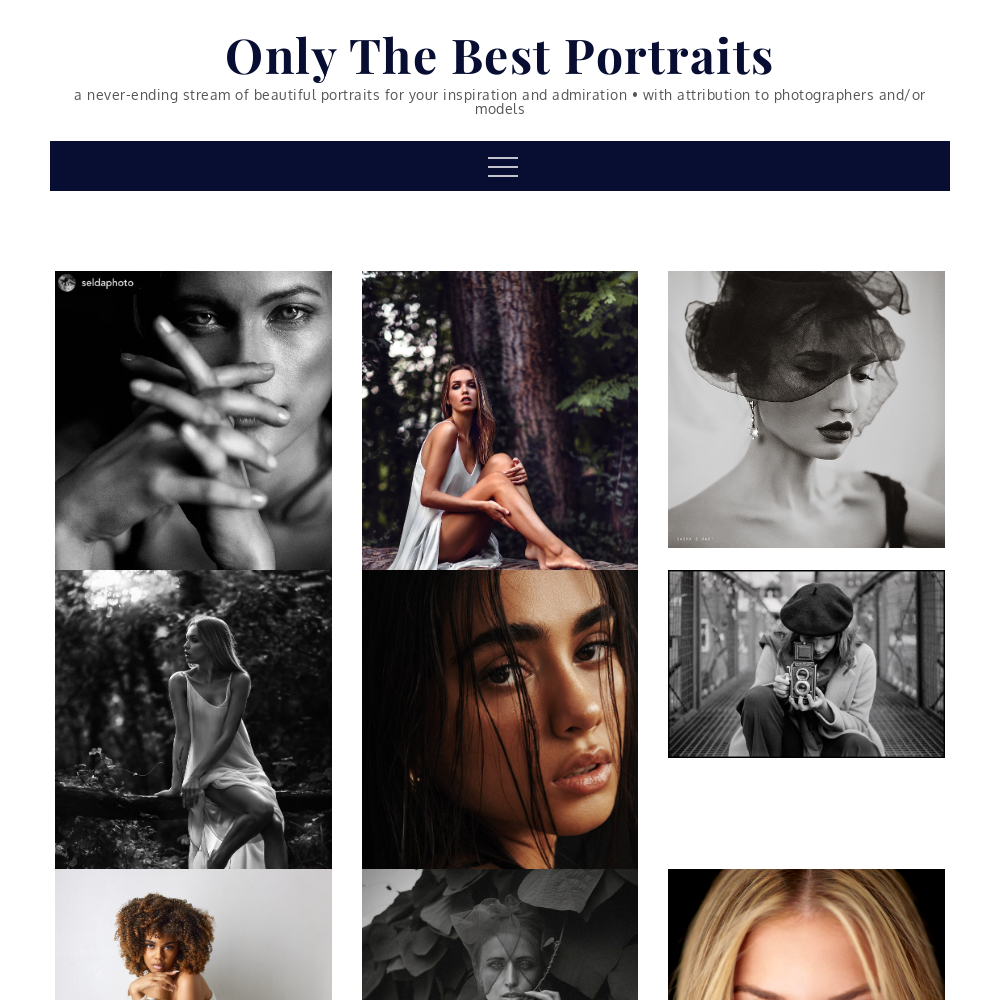 Only The Best Portraits
a never-ending stream of beautiful portraits for your inspiration and admiration • with attribution to photographers and/or
models
seldaphoto